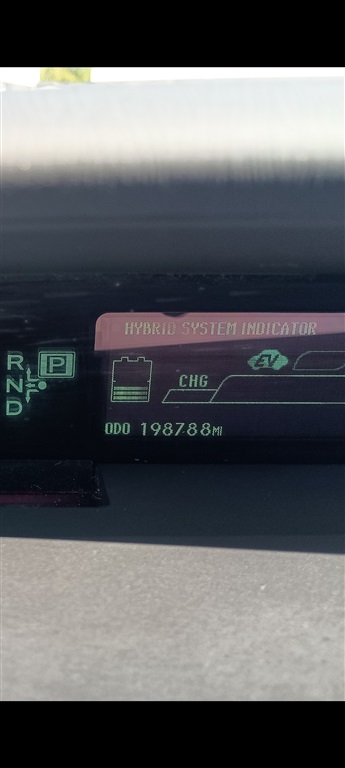 HYBRID SYSTEM INDICATOR
R
P
N
D
EV
CHG
ODO 198788MI